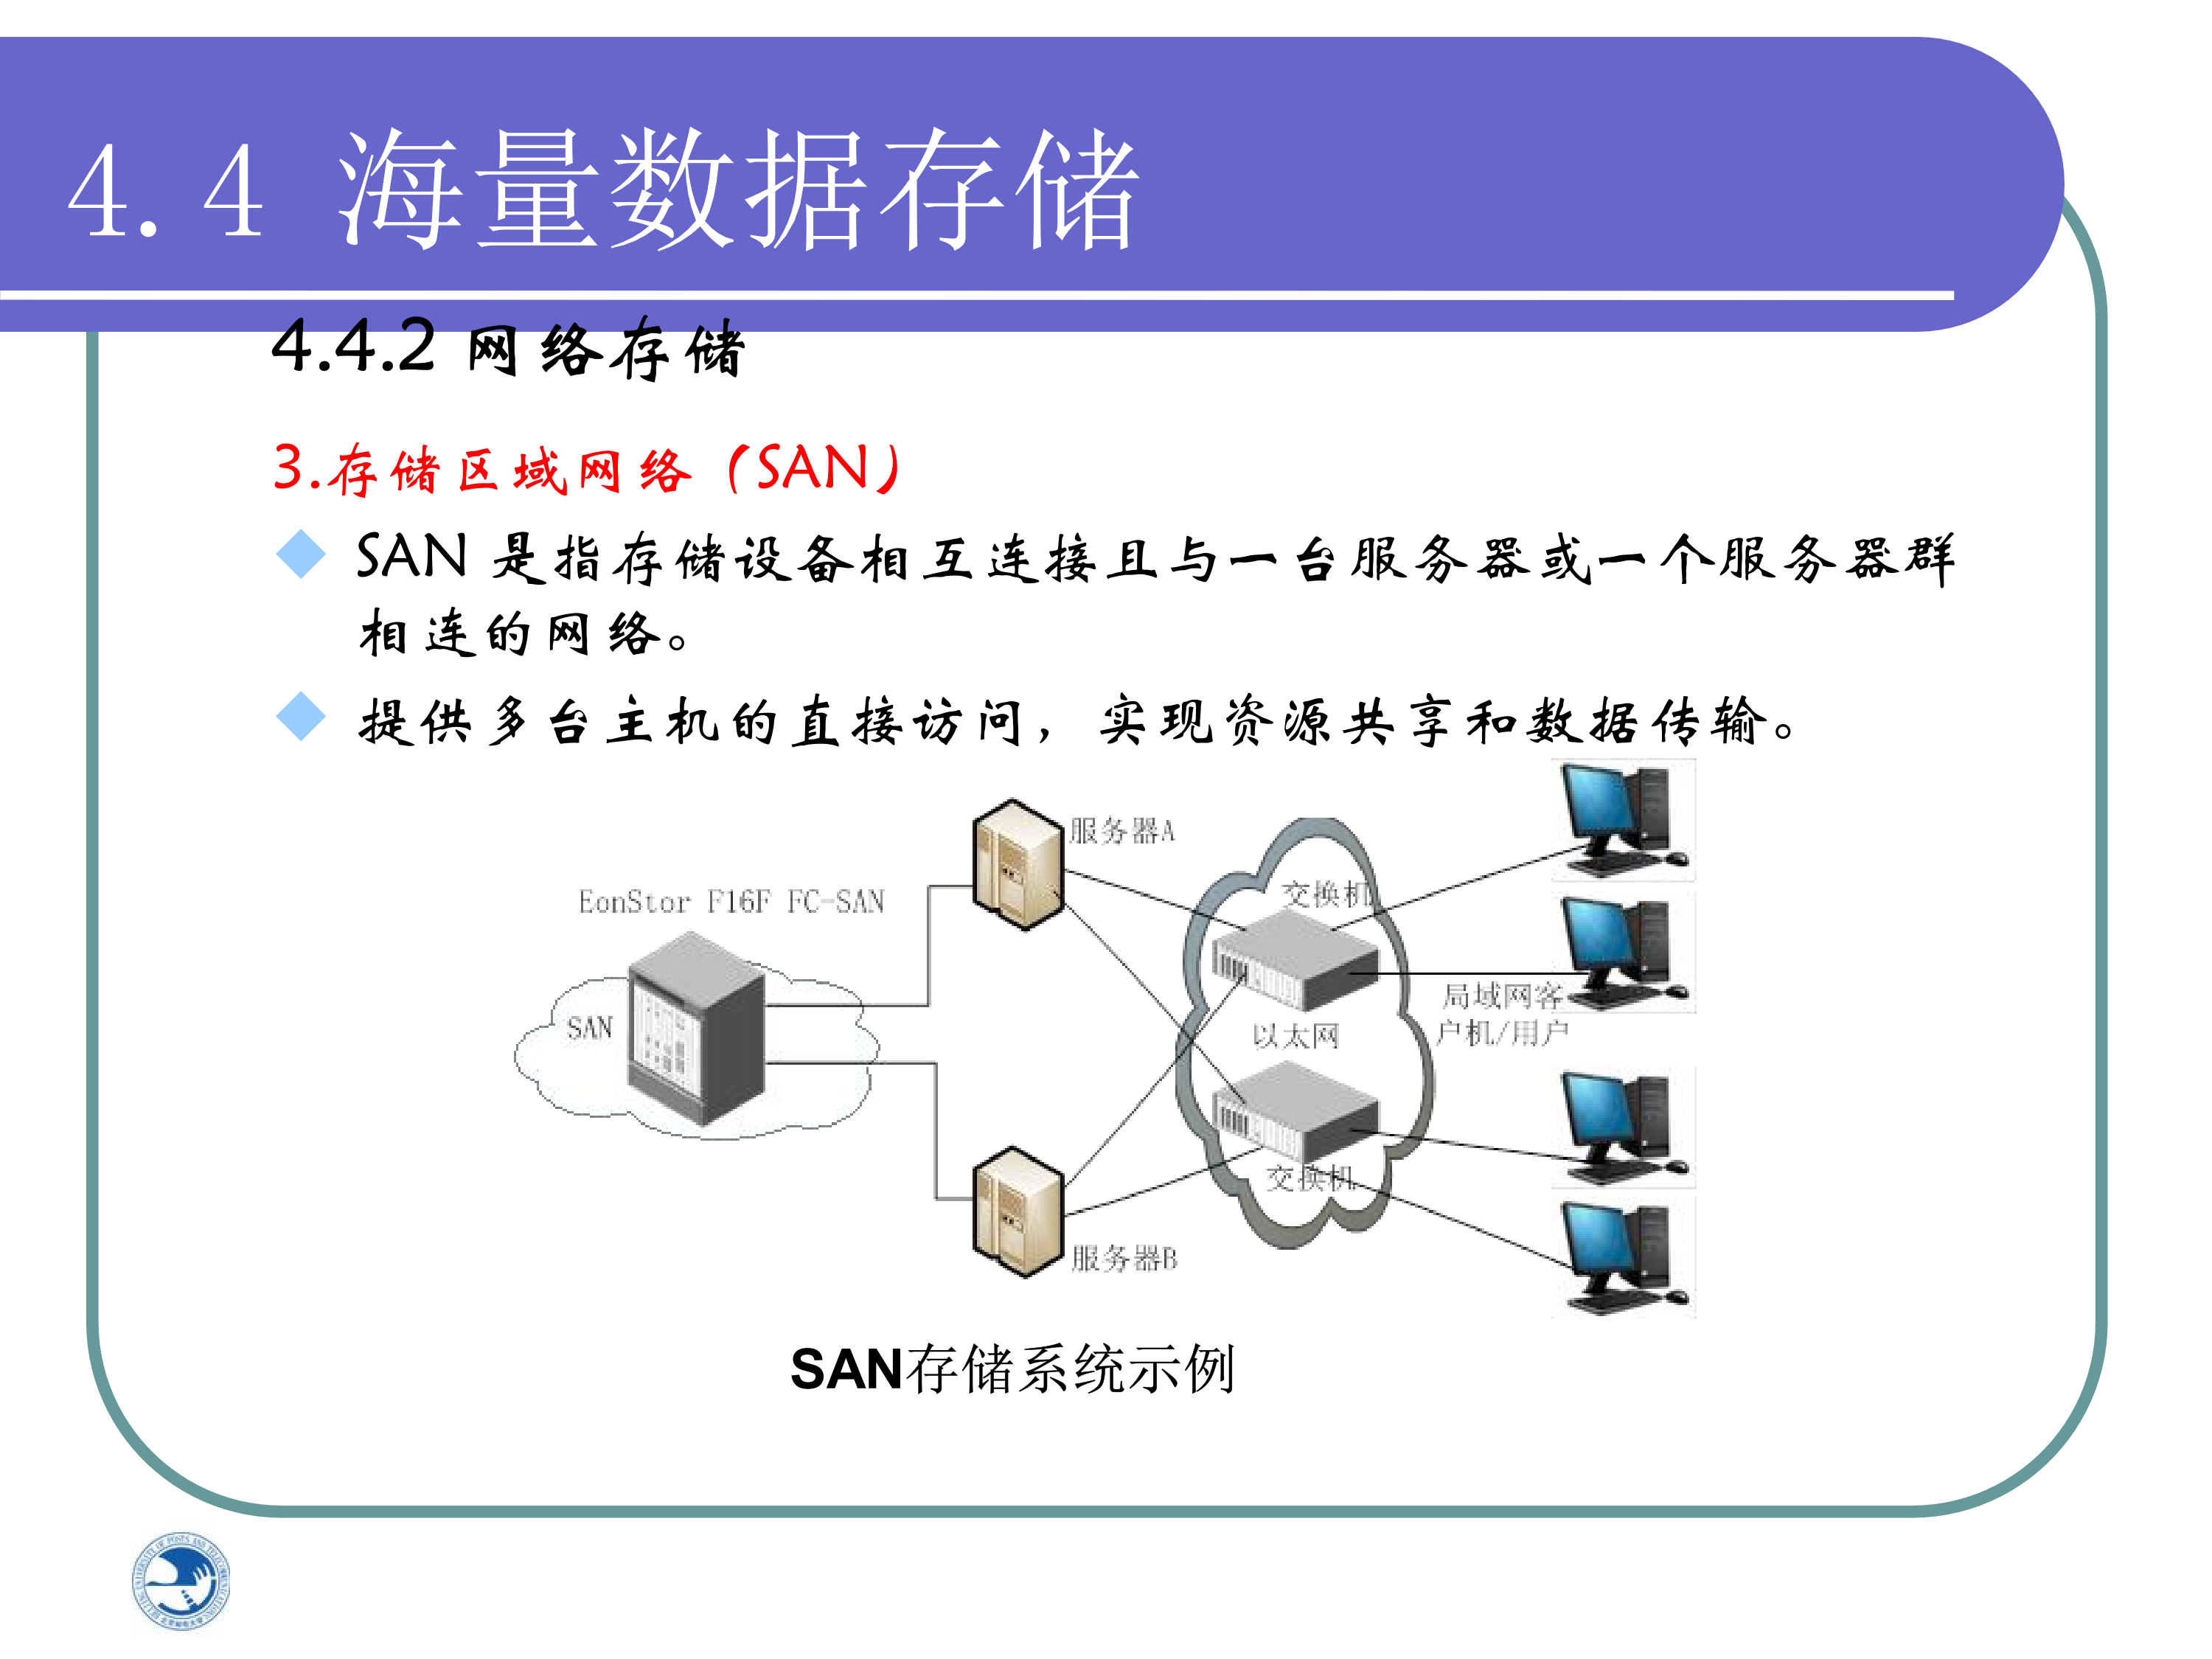 4.4 海量数据存储
4.4.2 网络存储
3.存储区域网络（SAN）
SAN 是指存储设备相互连接且与一台服务器或一个服务器群
相连的网络。
提供多台主机的直接访问，实现资源共享和数据传输。
服务器A
交换机
EonStor F16F FC-SAN
SAN
局域网客
户机/用户
以太网
交换机
服务器B
SAN存储系统示例